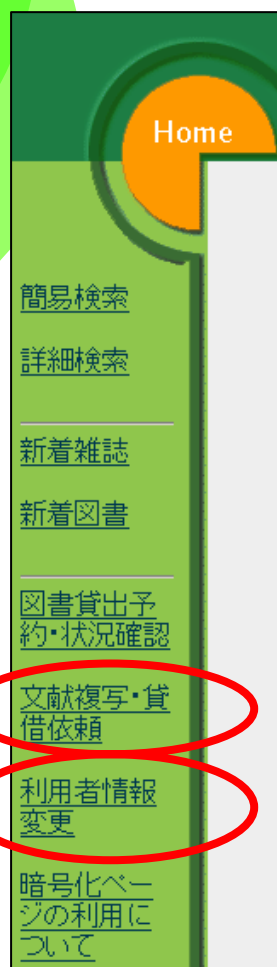 Home
簡易検索
詳細検索
新着雑誌
新着図書
図書貸出予
約・状況確認
文献複写・貸
借依頼
利用者情報
変更
暗号化ペー
ジの利用に
ついて